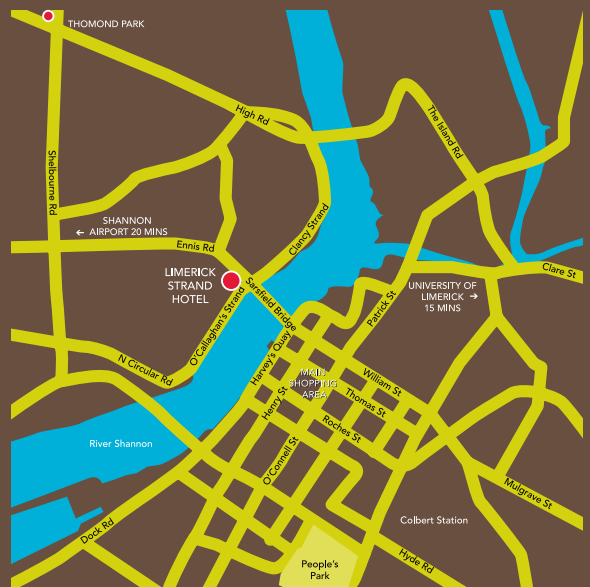 THOMOND PARK
High Rd
The Island Rd
Shelbourne Rd
SHANNON
← AIRPORT 20 MINS
Ennis Rd
Clancy Strand
LIMERICK
STRAND
HOTEL
Sarsfield Bridge
O'Callaghan's Strand
Clare St
UNIVERSITY OF
LIMERICK →
15 MINS
Patrick St
Harvey's Quay
N Circular Rd
MAIN
SHOPPING
AREA
William St
Thomas St
Henry St
Roches St
River Shannon
O'Connell St
Mulgrave St
Colbert Station
Dock Rd
Hyde Rd
People's
Park